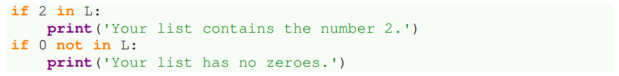 if 2 in L:
    print('Your list contains the number 2.')
if 0 not in L:
    print('Your list has no zeroes.')